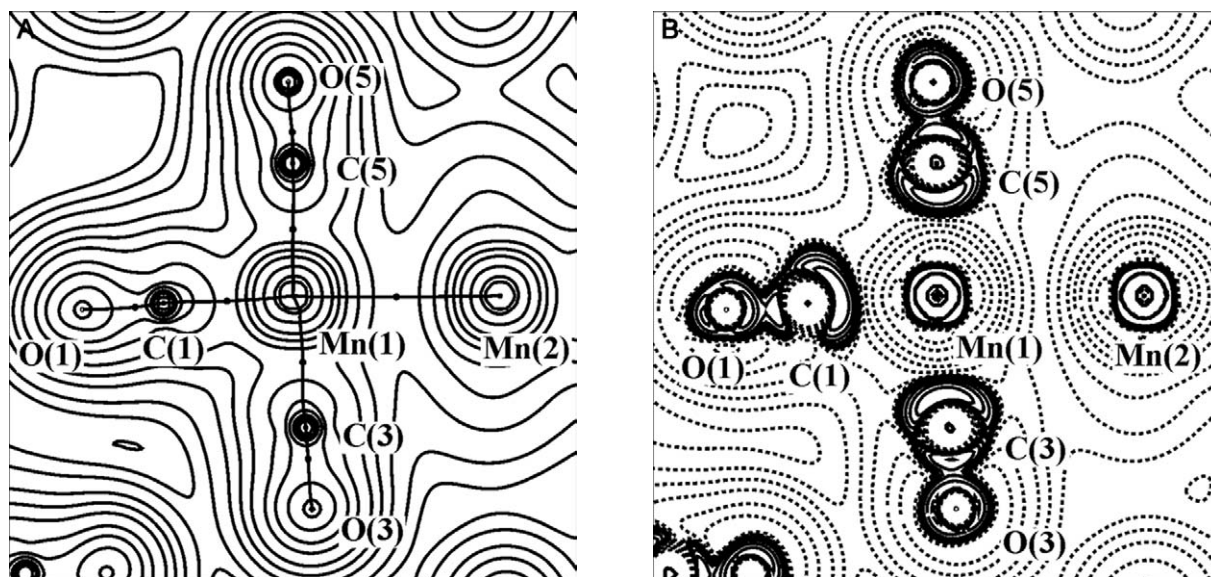 A
O(5)
C(5)
O(1)
C(1)
Mn(1)
Mn(2)
C(3)
O(3)
B
O(5)
C(5)
O(1)
C(1)
Mn(1)
Mn(2)
C(3)
O(3)